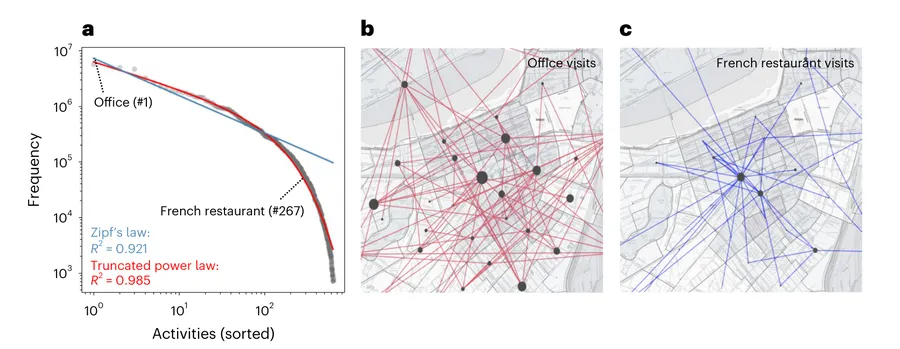 a
10^7
10^6
10^5
10^4
10^3
Frequency
Office (#1)
French restaurant (#267)
Zipf's law:
R^2 = 0.921
Truncated power law:
R^2 = 0.985
10^0
10^1
10^2
Activities (sorted)
b
Office visits
c
French restaurant visits